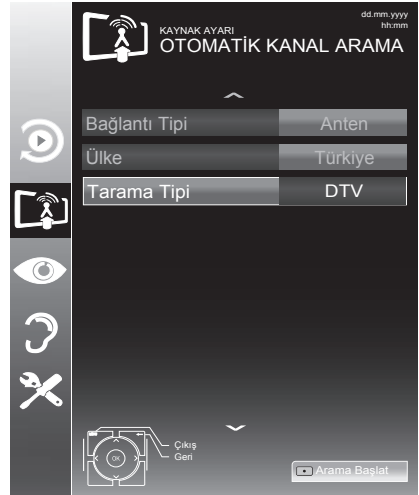 dd.mm.yyyy
hh:mm
KAYNAK AYARI
OTOMATİK KANAL ARAMA
Bağlantı Tipi Anten
Ülke Türkiye
Tarama Tipi DTV
Çıkış
Geri
OK
Arama Başlat